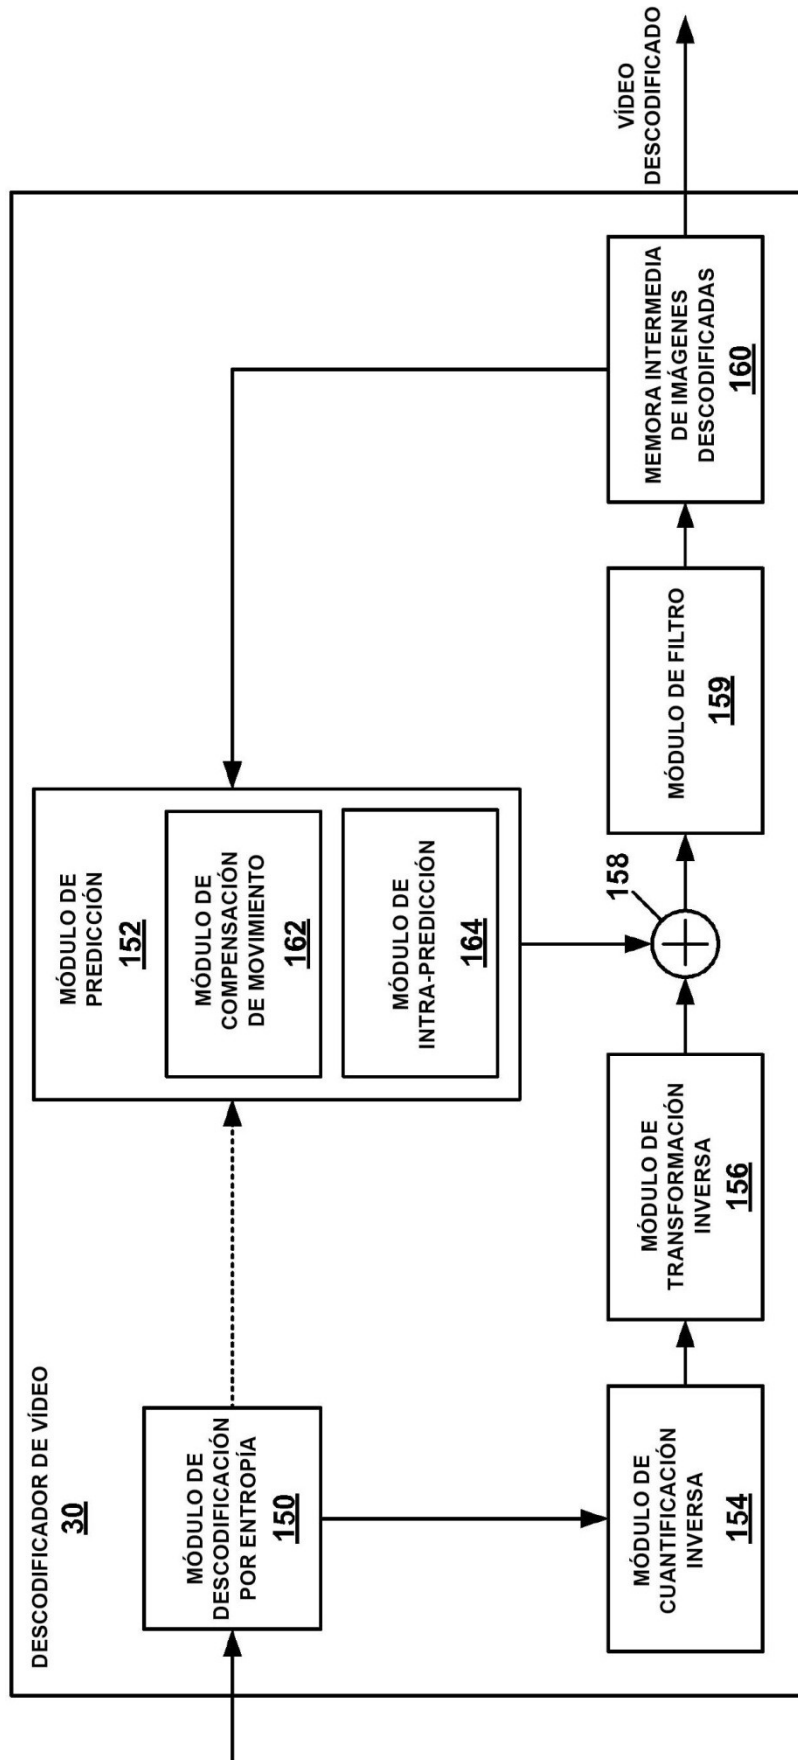 DESCODIFICADOR DE VÍDEO
30
MÓDULO DE
DESCODIFICACIÓN
POR ENTROPÍA
150
MÓDULO DE
PREDICCIÓN
152
MÓDULO DE
COMPENSACIÓN
DE MOVIMIENTO
162
MÓDULO DE
INTRA-PREDICCIÓN
164
MÓDULO DE
CUANTIFICACIÓN
INVERSA
154
MÓDULO DE
TRANSFORMACIÓN
INVERSA
156
158
MÓDULO DE FILTRO
159
MEMORA INTERMEDIA
DE IMÁGENES
DESCODIFICADAS
160
VÍDEO
DESCODIFICADO